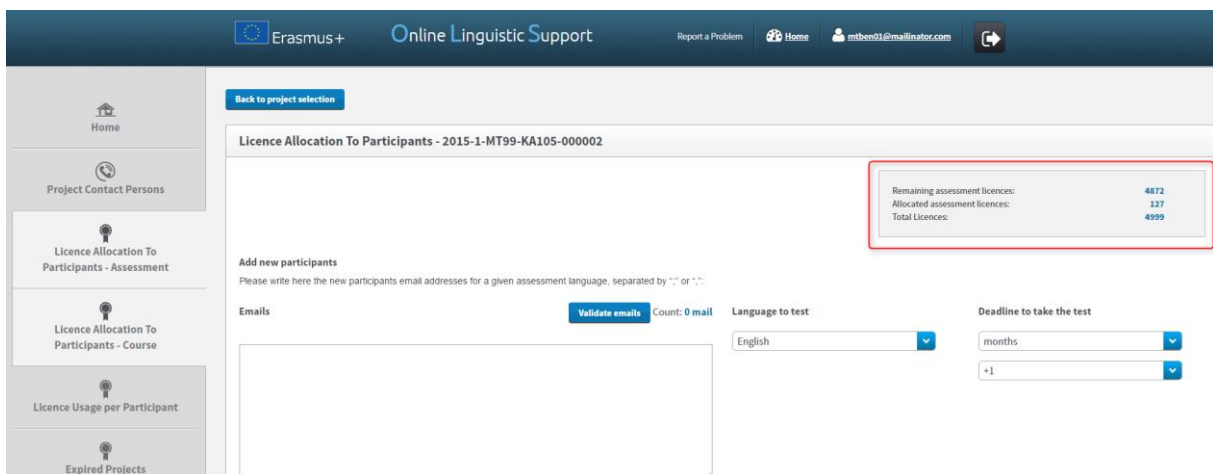 Erasmus+
Online Linguistic Support
Report a Problem
Home
mtben01@mailinator.com
Home
Project Contact Persons
Licence Allocation To
Participants - Assessment
Licence Allocation To
Participants - Course
Licence Usage per Participant
Expired Projects
Back to project selection
Licence Allocation To Participants - 2015-1-MT99-KA105-000002
Remaining assessment licences: 4872
Allocated assessment licences: 127
Total Licences: 4999
Add new participants
Please write here the new participants email addresses for a given assessment language, separated by ";" or ",":
Emails
Validate emails Count: 0 mail
Language to test
English
Deadline to take the test
months
+1